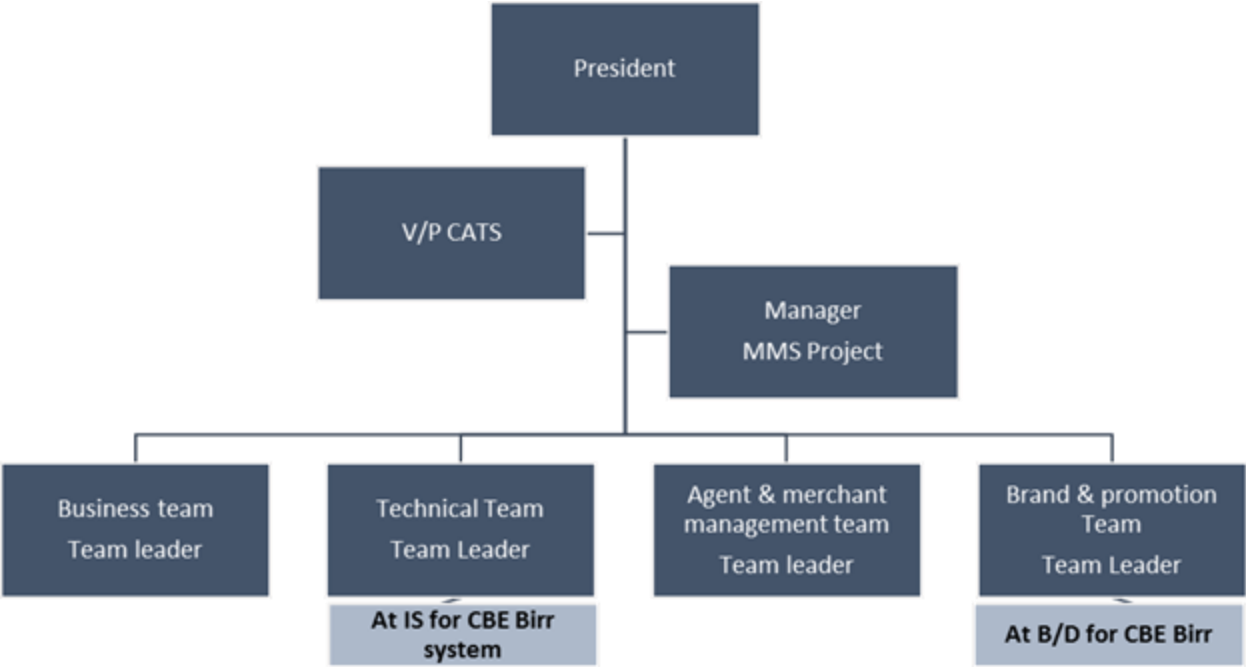 President
V/P CATS
Manager
MMS Project
Business team
Team leader
Technical Team
Team Leader
Agent & merchant
management team
Team leader
Brand & promotion
Team
Team Leader
At IS for CBE Birr
system
At B/D for CBE Birr